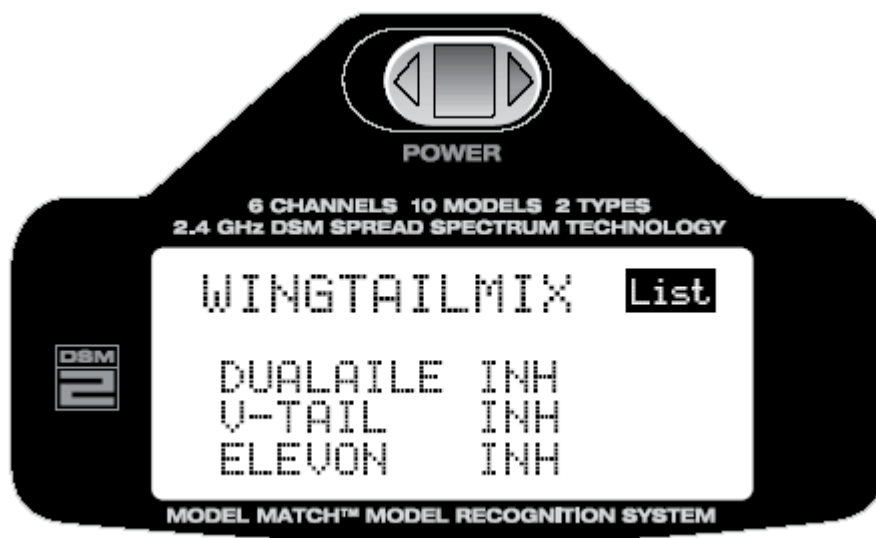 POWER
6 CHANNELS 10 MODELS 2 TYPES
2.4 GHz DSM SPREAD SPECTRUM TECHNOLOGY
WINGTAILMIX List
DSM
2
DUALAILE INH
V-TAIL INH
ELEVON INH
MODEL MATCH™ MODEL RECOGNITION SYSTEM